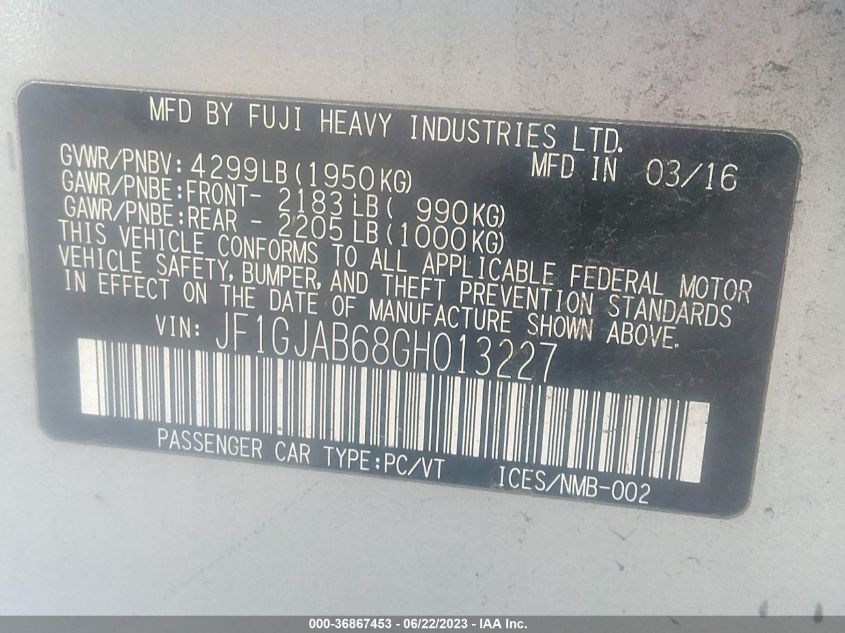 MFD BY FUJI HEAVY INDUSTRIES LTD.
GVWR/PNBV: 4299LB(1950KG) MFD IN 03/16
GAWR/PNBE:FRONT- 2183LB( 990KG)
GAWR/PNBE:REAR - 2205LB(1000KG)
THIS VEHICLE CONFORMS TO ALL APPLICABLE FEDERAL MOTOR
VEHICLE SAFETY, BUMPER, AND THEFT PREVENTION STANDARDS
IN EFFECT ON THE DATE OF MANUFACTURE SHOWN ABOVE.
VIN: JF1GJAB68GH013227
PASSENGER CAR TYPE:PC/VT ICES/NMB-002
000-36867453 - 06/22/2023 - IAA Inc.